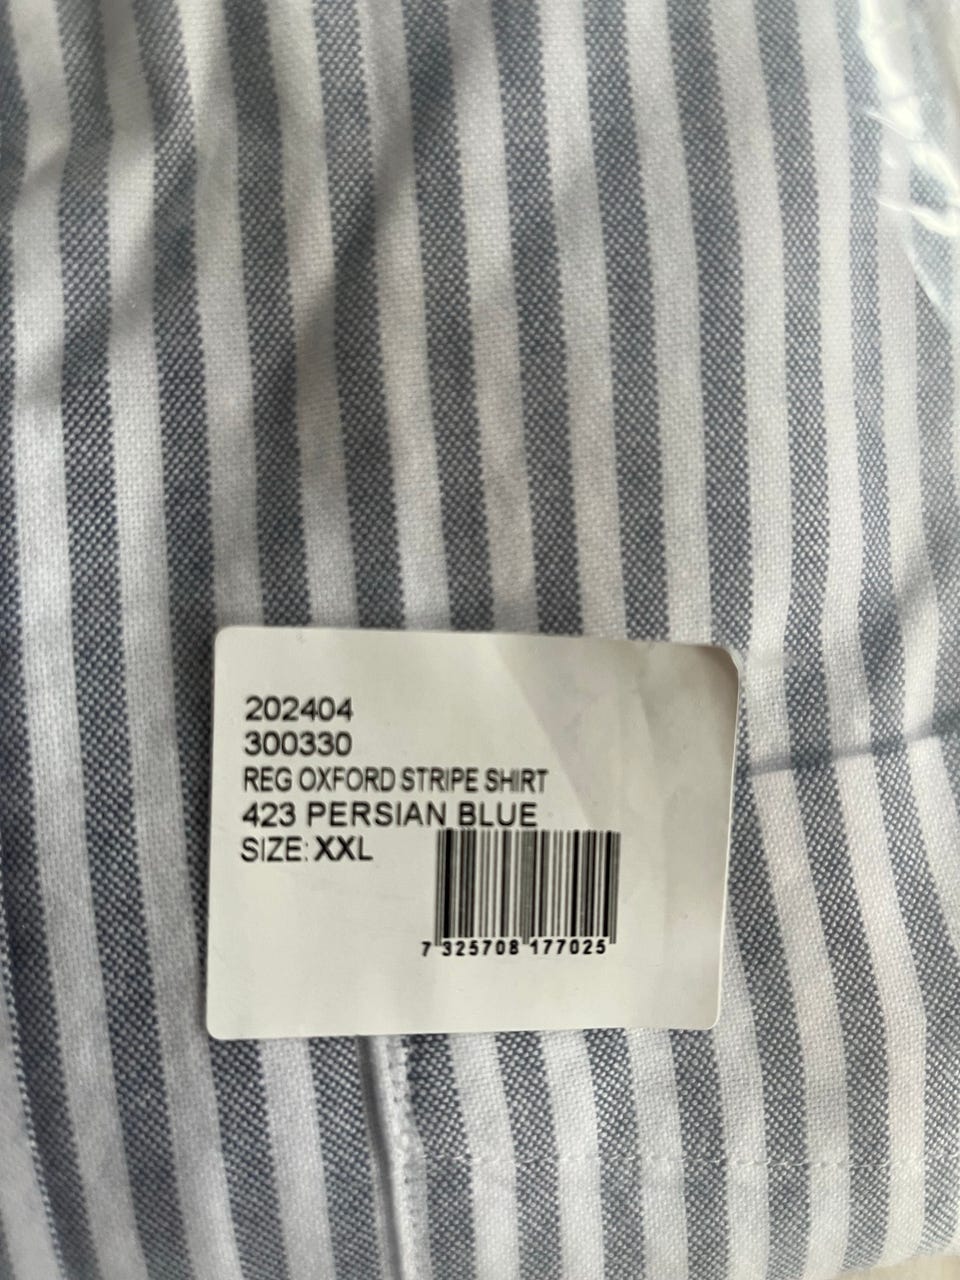 202404
300330
REG OXFORD STRIPE SHIRT
423 PERSIAN BLUE
SIZE: XXL
7 325708 177025